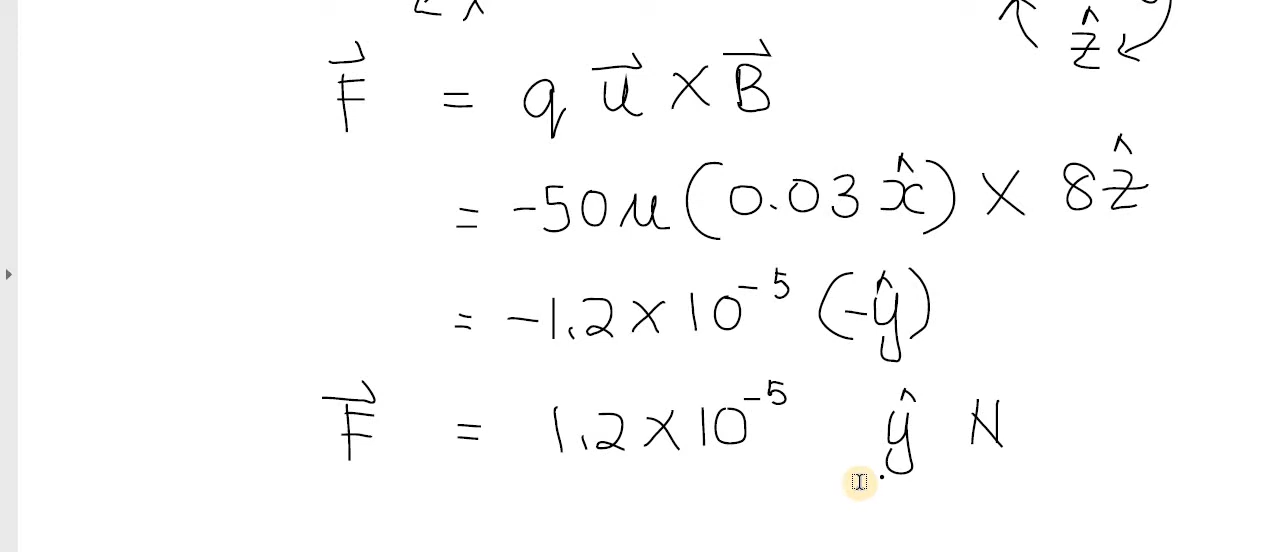 ẑ
F⃗ = q u⃗ × B⃗
= -50μ (0.03 x̂) × 8ẑ
= -1.2 × 10⁻⁵ (-ŷ)
F⃗ = 1.2 × 10⁻⁵ ŷ N